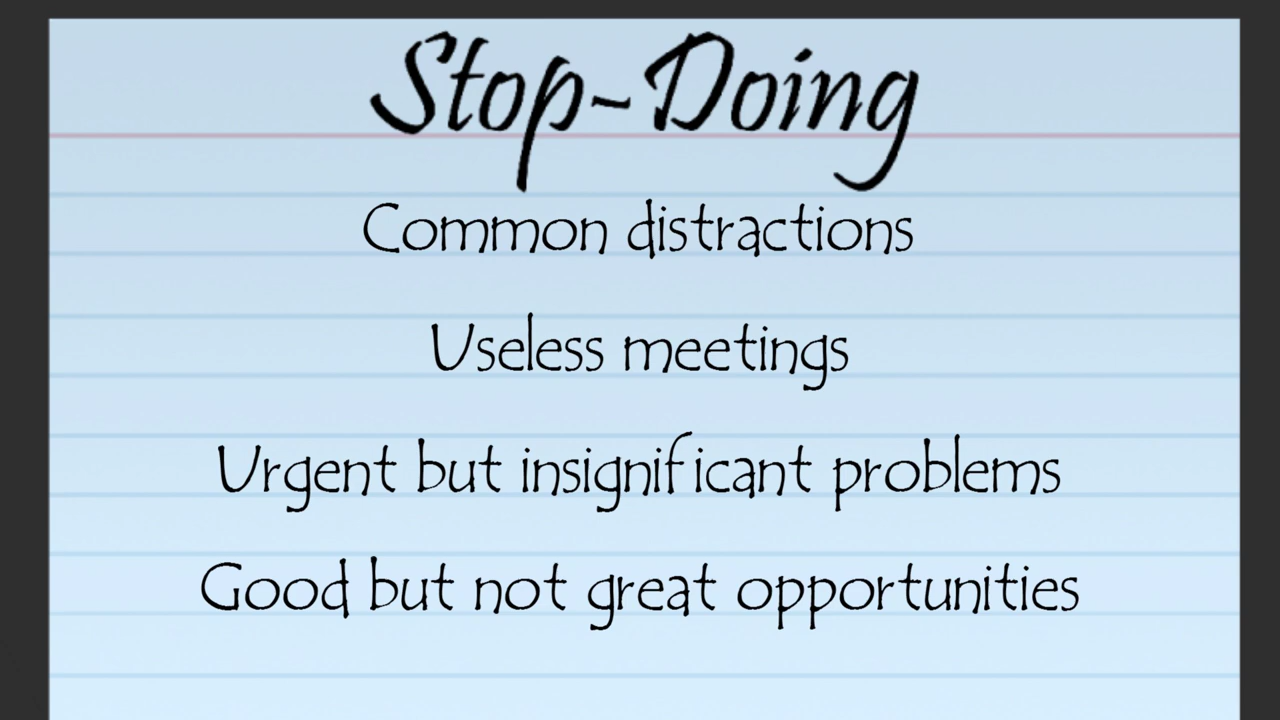 Stop-Doing
Common distractions
Useless meetings
Urgent but insignificant problems
Good but not great opportunities